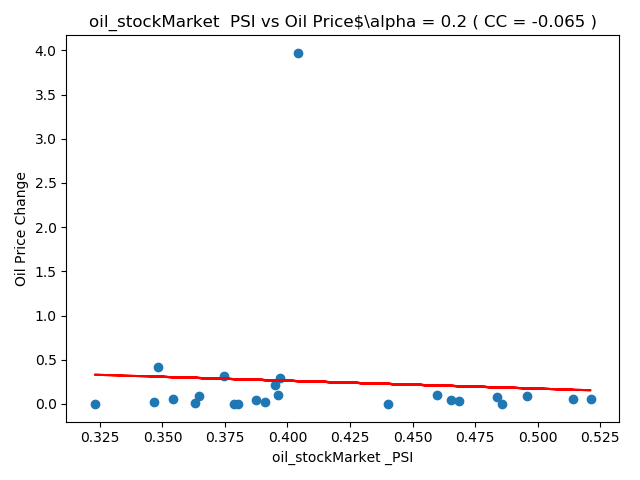 oil_stockMarket  PSI vs Oil Price$\alpha = 0.2 ( CC = -0.065 )
4.0
3.5
3.0
2.5
2.0
1.5
1.0
0.5
0.0
Oil Price Change
0.325 0.350 0.375 0.400 0.425 0.450 0.475 0.500 0.525
oil_stockMarket _PSI